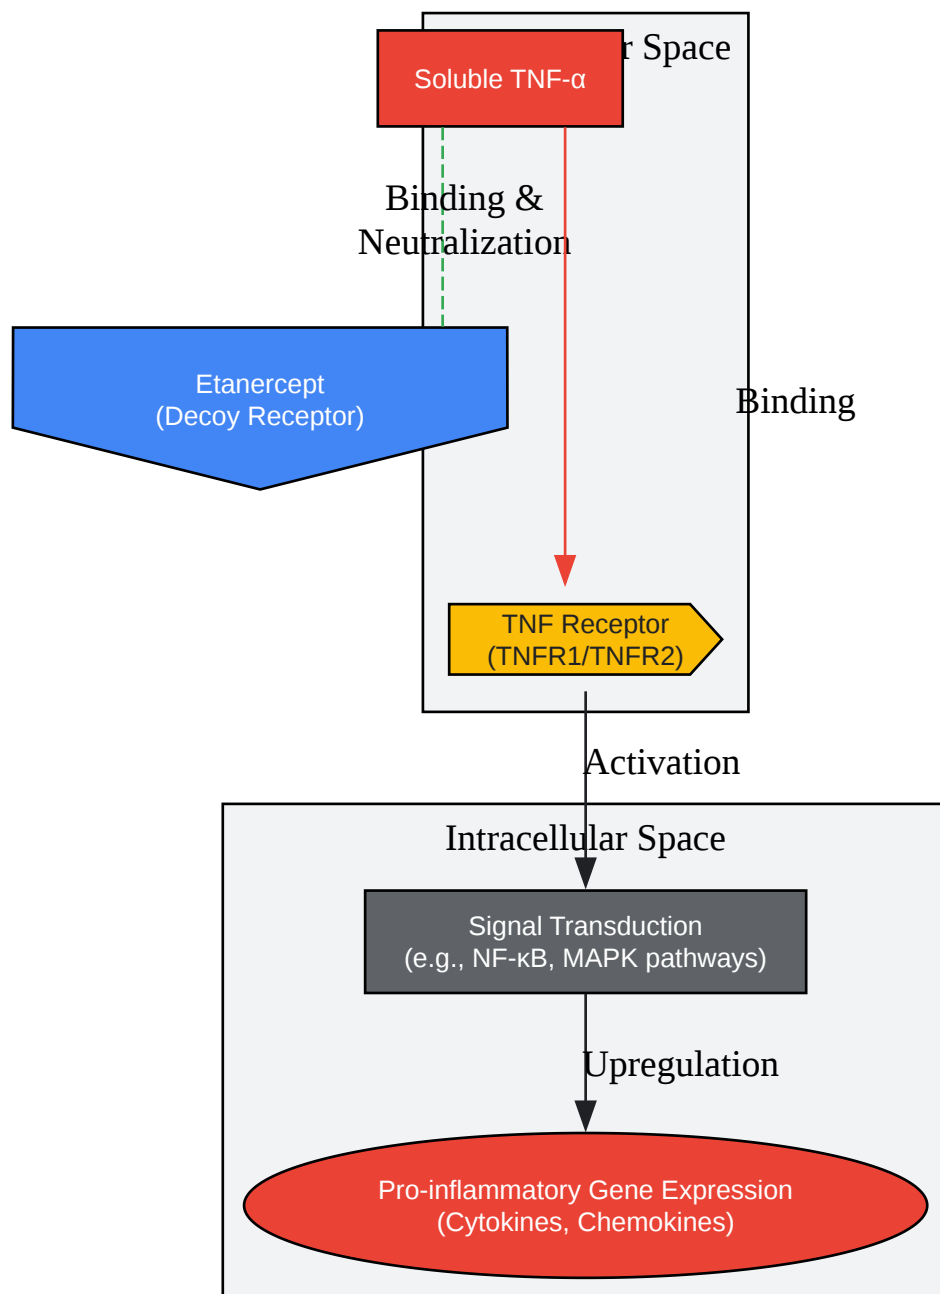 r Space
Soluble TNF-α
Binding &
Neutralization
Etanercept
(Decoy Receptor)
Binding
TNF Receptor
(TNFR1/TNFR2)
Activation
Intracellular Space
Signal Transduction
(e.g., NF-κB, MAPK pathways)
Upregulation
Pro-inflammatory Gene Expression
(Cytokines, Chemokines)